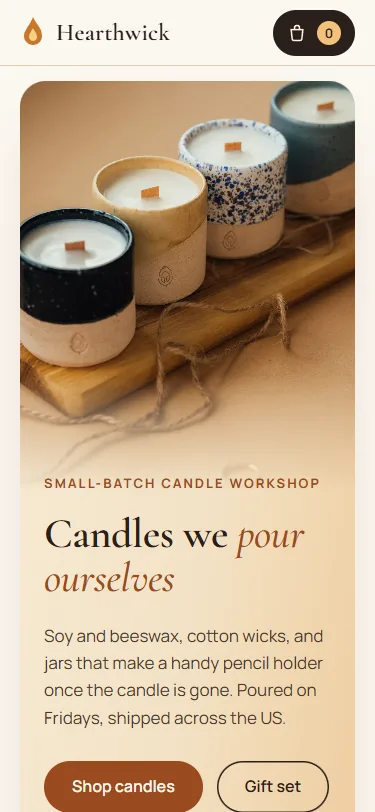 Hearthwick
0
SMALL-BATCH CANDLE WORKSHOP
Candles we pour
ourselves
Soy and beeswax, cotton wicks, and
jars that make a handy pencil holder
once the candle is gone. Poured on
Fridays, shipped across the US.
Shop candles
Gift set